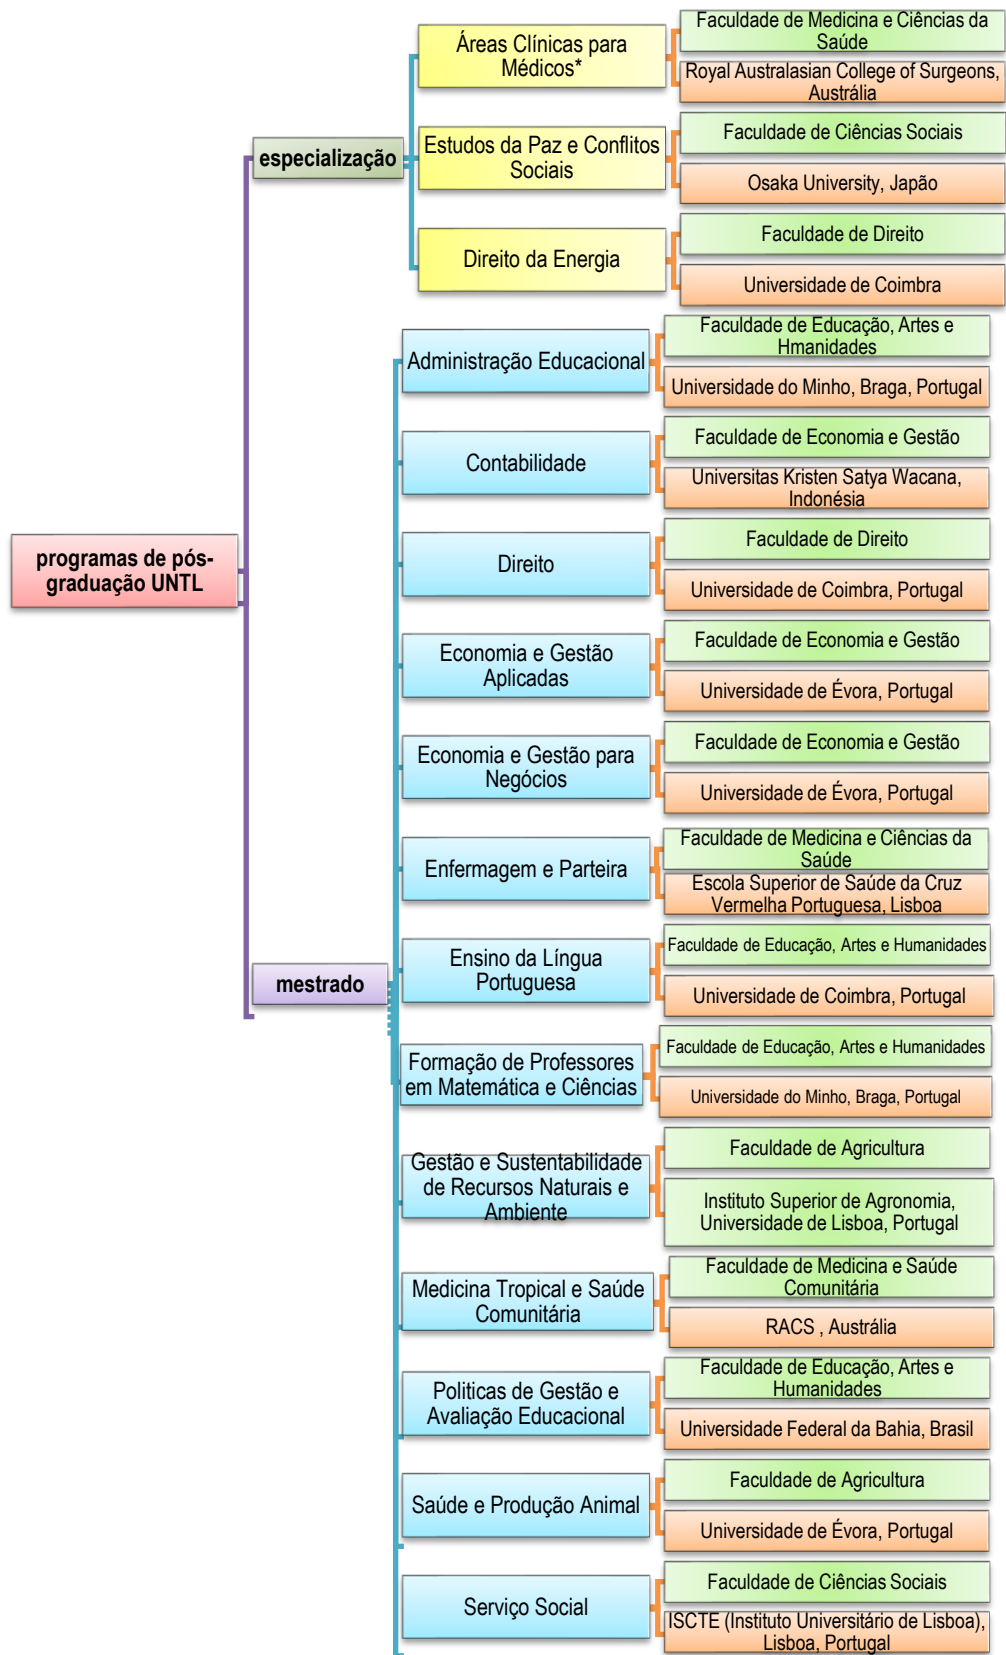 programas de pós-
graduação UNTL
especialização
Áreas Clínicas para
Médicos*
Faculdade de Medicina e Ciências da
Saúde
Royal Australasian College of Surgeons,
Austrália
Estudos da Paz e Conflitos
Sociais
Faculdade de Ciências Sociais
Osaka University, Japão
Direito da Energia
Faculdade de Direito
Universidade de Coimbra
mestrado
Administração Educacional
Faculdade de Educação, Artes e
Hmanidades
Universidade do Minho, Braga, Portugal
Contabilidade
Faculdade de Economia e Gestão
Universitas Kristen Satya Wacana,
Indonésia
Direito
Faculdade de Direito
Universidade de Coimbra, Portugal
Economia e Gestão
Aplicadas
Faculdade de Economia e Gestão
Universidade de Évora, Portugal
Economia e Gestão para
Negócios
Faculdade de Economia e Gestão
Universidade de Évora, Portugal
Enfermagem e Parteira
Faculdade de Medicina e Ciências da
Saúde
Escola Superior de Saúde da Cruz
Vermelha Portuguesa, Lisboa
Ensino da Língua
Portuguesa
Faculdade de Educação, Artes e Humanidades
Universidade de Coimbra, Portugal
Formação de Professores
em Matemática e Ciências
Faculdade de Educação, Artes e Humanidades
Universidade do Minho, Braga, Portugal
Gestão e Sustentabilidade
de Recursos Naturais e
Ambiente
Faculdade de Agricultura
Instituto Superior de Agronomia,
Universidade de Lisboa, Portugal
Medicina Tropical e Saúde
Comunitária
Faculdade de Medicina e Saúde
Comunitária
RACS , Austrália
Politicas de Gestão e
Avaliação Educacional
Faculdade de Educação, Artes e
Humanidades
Universidade Federal da Bahia, Brasil
Saúde e Produção Animal
Faculdade de Agricultura
Universidade de Évora, Portugal
Serviço Social
Faculdade de Ciências Sociais
ISCTE (Instituto Universitário de Lisboa),
Lisboa, Portugal